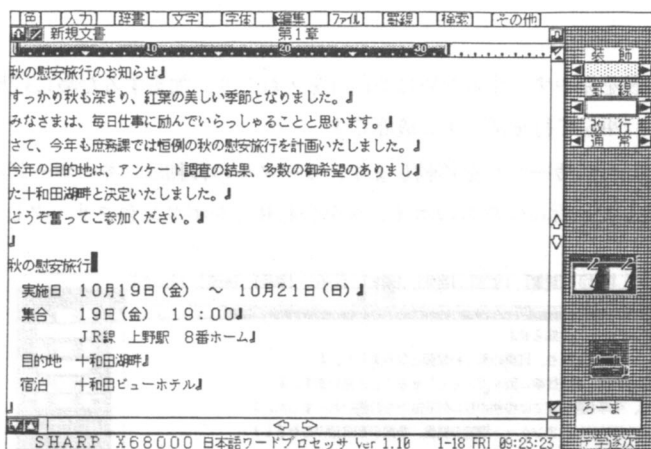 [色] [入力] [辞書] [文字] [字体] [編集] [ファイル] [罫線] [検索] [その他]
新規文書 第1章
10 20 30
秋の慰安旅行のお知らせ
すっかり秋も深まり、紅葉の美しい季節となりました。
みなさまは、毎日仕事に励んでいらっしゃることと思います。
さて、今年も庶務課では恒例の秋の慰安旅行を計画いたしました。
今年の目的地は、アンケート調査の結果、多数の御希望のありまし
た十和田湖畔と決定いたしました。
どうぞ奮ってご参加ください。
秋の慰安旅行
実施日 10月19日(金) ~ 10月21日(日)
集合 19日(金) 19:00
JR線 上野駅 8番ホーム
目的地 十和田湖畔
宿泊 十和田ビューホテル
装飾
罫線
改行
通常
ろーま
SHARP X68000 日本語ワードプロセッサ Ver 1.10 1-18 FRI 09:23:23